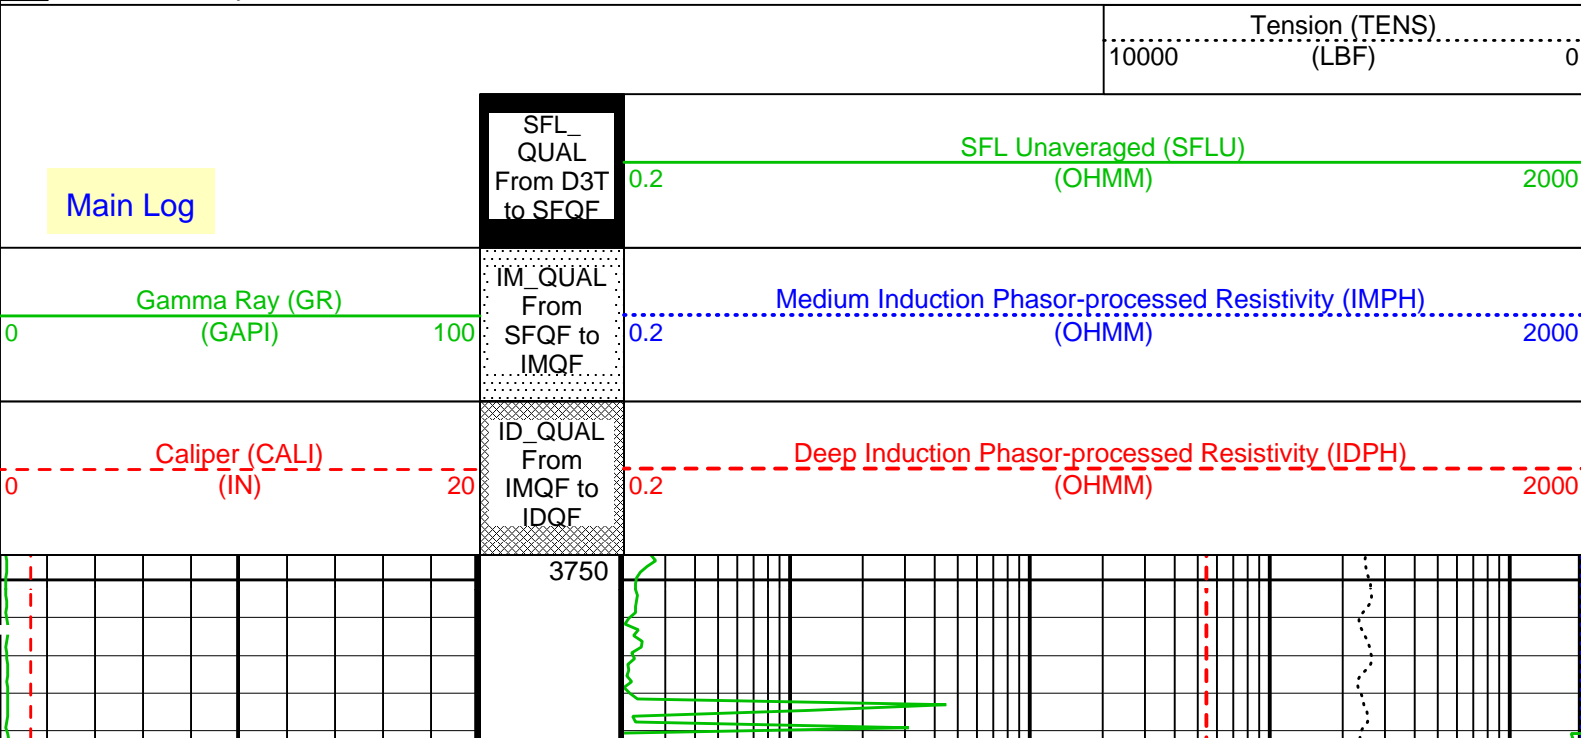 Tension (TENS)
10000 (LBF) 0
SFL_
QUAL
From D3T
to SFQF
SFL Unaveraged (SFLU)
0.2 (OHMM) 2000
Main Log
Gamma Ray (GR)
0 (GAPI) 100
IM_QUAL
From
SFQF to
IMQF
Medium Induction Phasor-processed Resistivity (IMPH)
0.2 (OHMM) 2000
Caliper (CALI)
0 (IN) 20
ID_QUAL
From
IMQF to
IDQF
Deep Induction Phasor-processed Resistivity (IDPH)
0.2 (OHMM) 2000
3750